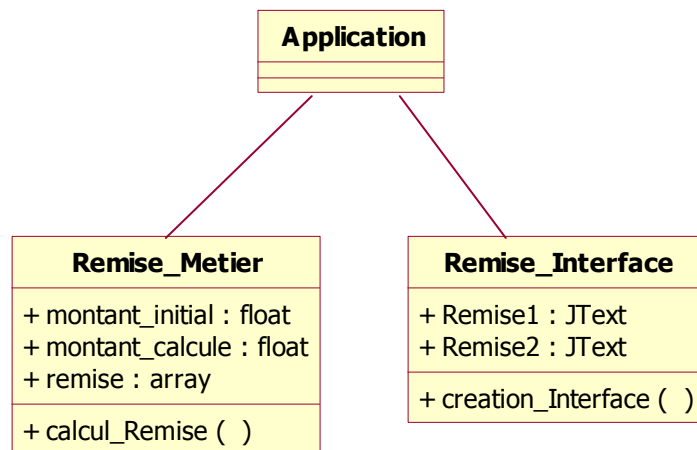 Application
Remise_Metier
+ montant_initial : float
+ montant_calcule : float
+ remise : array
+ calcul_Remise ( )
Remise_Interface
+ Remise1 : JText
+ Remise2 : JText
+ creation_Interface ( )